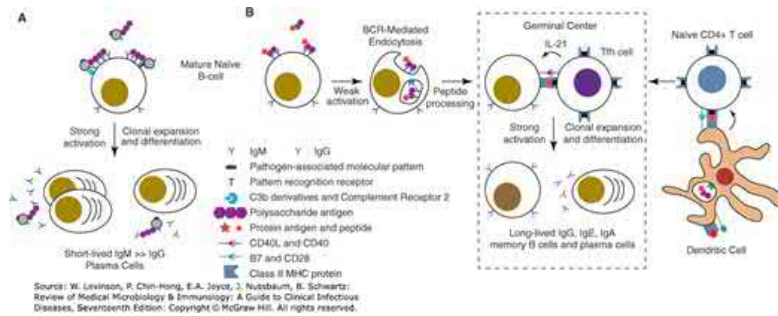 A
Mature Naive
B-cell
Strong
activation
Clonal expansion
and differentiation
Short-lived IgM >> IgG
Plasma Cells
B
BCR-Mediated
Endocytosis
Weak
activation
Peptide
processing
Germinal Center
IL-21
Tfh cell
Strong
activation
Clonal expansion
and differentiation
Long-lived IgG, IgE, IgA
memory B cells and plasma cells
Naive CD4+ T cell
Dendritic Cell
IgM
IgG
Pathogen-associated molecular pattern
Pattern recognition receptor
C3b derivatives and Complement Receptor 2
Polysaccharide antigen
Protein antigen and peptide
CD40L and CD40
B7 and CD28
Class II MHC protein
Source: W. Levinson, P. Chin-Hong, E.A. Joyce, J. Nussbaum, B. Schwartz:
Review of Medical Microbiology & Immunology: A Guide to Clinical Infectious
Diseases, Seventeenth Edition: Copyright © McGraw Hill. All rights reserved.